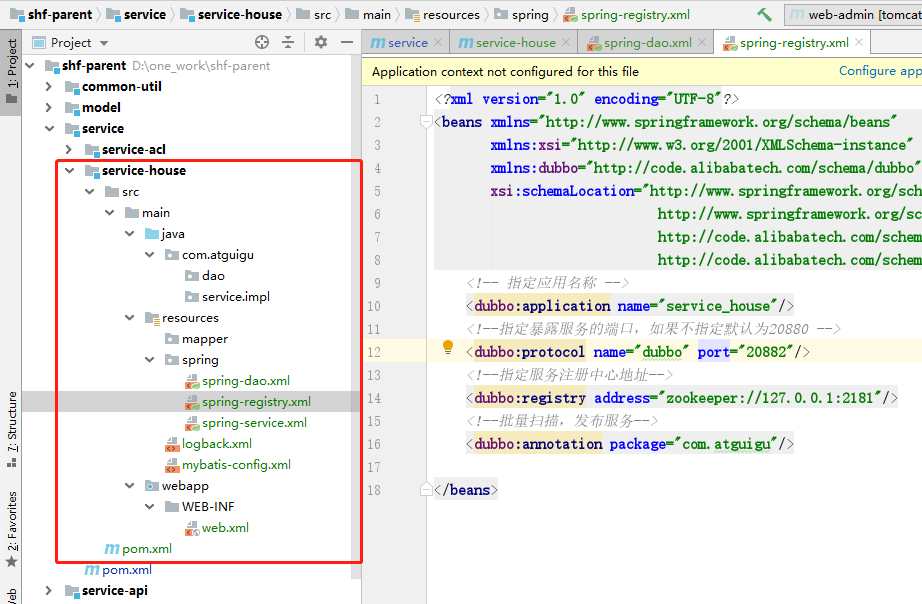 shf-parent service service-house src main resources spring spring-registry.xml web-admin [tomcat
Project
service service-house spring-dao.xml spring-registry.xml
1: Project
7: Structure
2: Favorites
shf-parent D:\one_work\shf-parent
common-util
model
service
service-acl
service-house
src
main
java
com.atguigu
dao
service.impl
resources
mapper
spring
spring-dao.xml
spring-registry.xml
spring-service.xml
logback.xml
mybatis-config.xml
webapp
WEB-INF
web.xml
pom.xml
pom.xml
service-api
Application context not configured for this file Configure app
1 <?xml version="1.0" encoding="UTF-8"?>
2 <beans xmlns="http://www.springframework.org/schema/beans"
3 xmlns:xsi="http://www.w3.org/2001/XMLSchema-instance"
4 xmlns:dubbo="http://code.alibabatech.com/schema/dubbo"
5 xsi:schemaLocation="http://www.springframework.org/sch
6 http://www.springframework.org/sc
7 http://code.alibabatech.com/schem
8 http://code.alibabatech.com/schem
9 <!-- 指定应用名称 -->
10 <dubbo:application name="service_house"/>
11 <!--指定暴露服务的端口，如果不指定默认为20880 -->
12 <dubbo:protocol name="dubbo" port="20882"/>
13 <!--指定服务注册中心地址-->
14 <dubbo:registry address="zookeeper://127.0.0.1:2181"/>
15 <!--批量扫描，发布服务-->
16 <dubbo:annotation package="com.atguigu"/>
17
18 </beans>